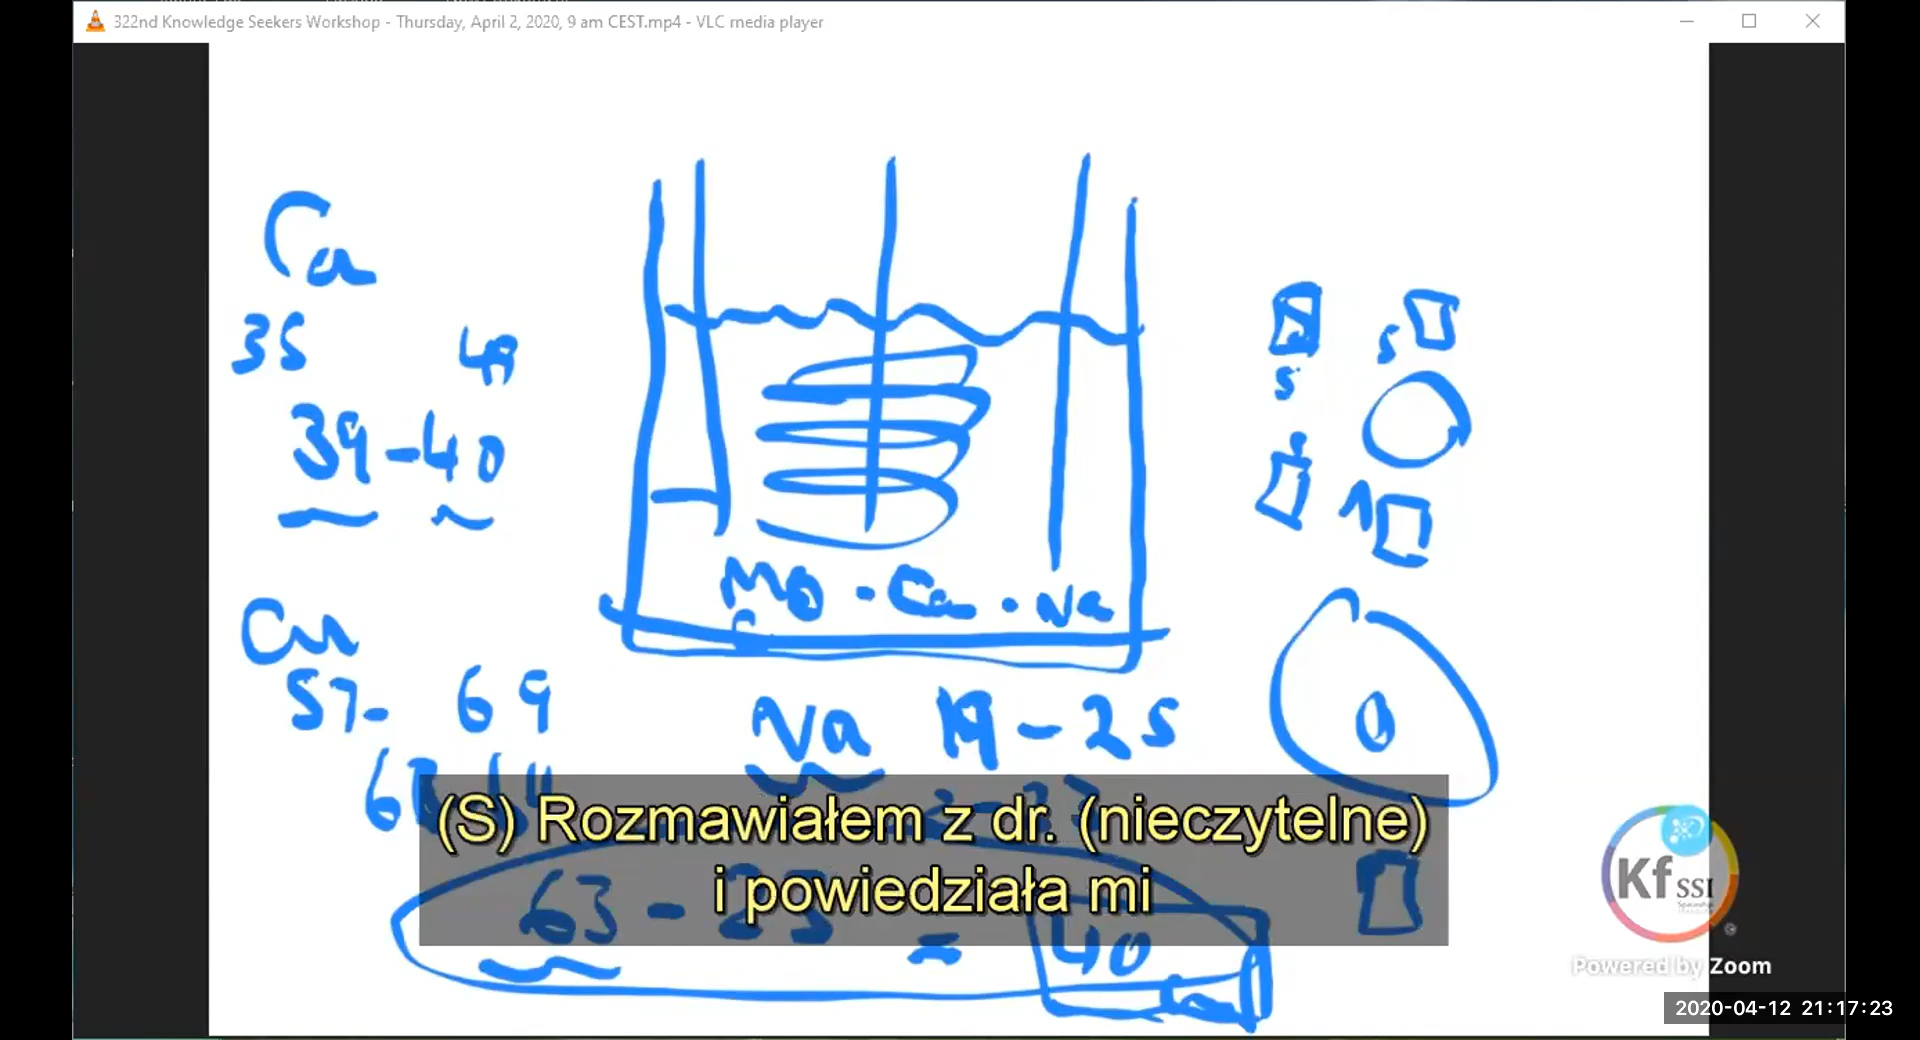 322nd Knowledge Seekers Workshop - Thursday, April 2, 2020, 9 am CEST.mp4 - VLC media player
Ca
35
39-40
Mg · Ca · Na
Cu
57- 69
Na 19-25
(S) Rozmawiałem z dr. (nieczytelne)
i powiedziała mi
63 - 23 = 40
s
s
Kf SSI
Powered by Zoom
2020-04-12 21:17:23